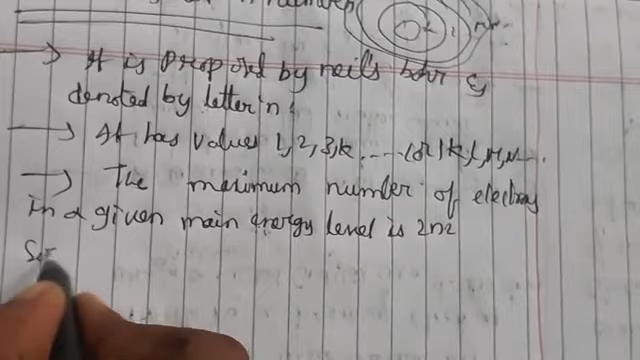 → It is proposed by neils bohr &
denoted by letter 'n'
→ It has values 1, 2, 3, k .... (or) K, L, M, N...
→ The maximum number of electrons
in a given main energy level is 2n2